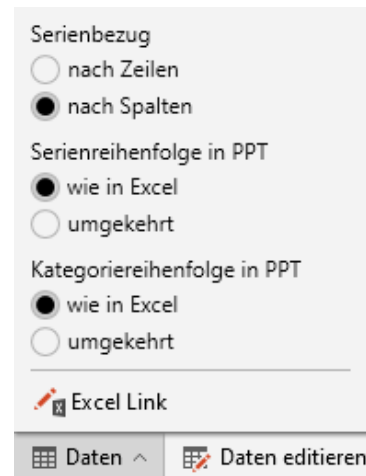 Serienbezug
nach Zeilen
nach Spalten
Serienreihenfolge in PPT
wie in Excel
umgekehrt
Kategoriereihenfolge in PPT
wie in Excel
umgekehrt
Excel Link
Daten Daten editieren